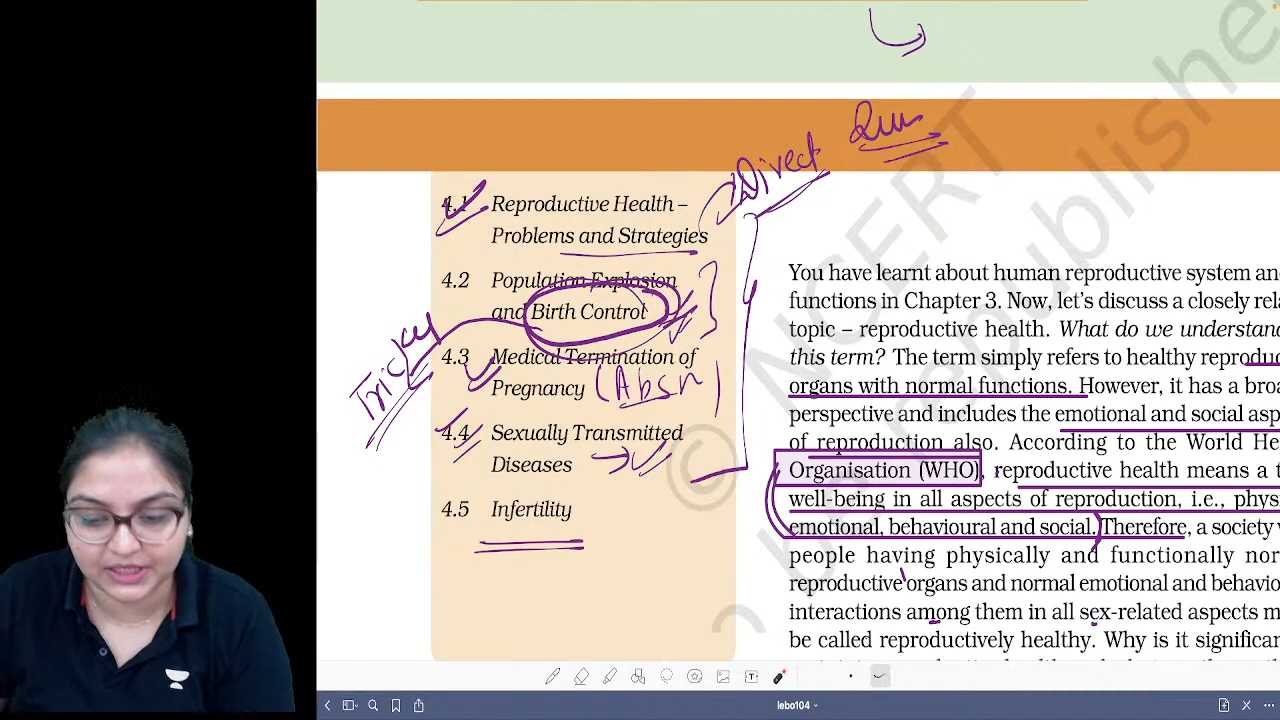 Direct
4.1 Reproductive Health –
Problems and Strategies
4.2 Population Explosion
and Birth Control
4.3 Medical Termination of
Pregnancy (Absn)
4.4 Sexually Transmitted
Diseases
4.5 Infertility
You have learnt about human reproductive system an
functions in Chapter 3. Now, let's discuss a closely rel
topic – reproductive health. What do we understan
this term? The term simply refers to healthy reprodu
organs with normal functions. However, it has a broa
perspective and includes the emotional and social asp
of reproduction also. According to the World He
Organisation (WHO), reproductive health means a t
well-being in all aspects of reproduction, i.e., phys
emotional, behavioural and social. Therefore, a society
people having physically and functionally nor
reproductive organs and normal emotional and behavio
interactions among them in all sex-related aspects m
be called reproductively healthy. Why is it significa
© NCERT
republishe
lebo104